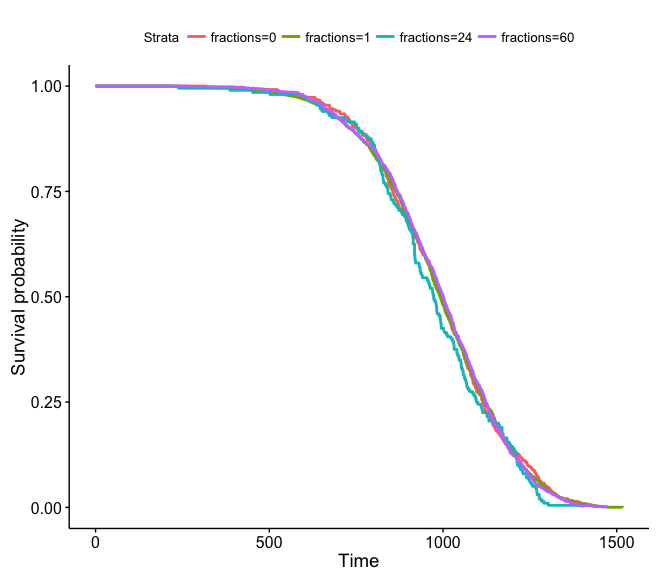 Strata fractions=0 fractions=1 fractions=24 fractions=60
1.00
0.75
0.50
0.25
0.00
Survival probability
0 500 1000 1500
Time